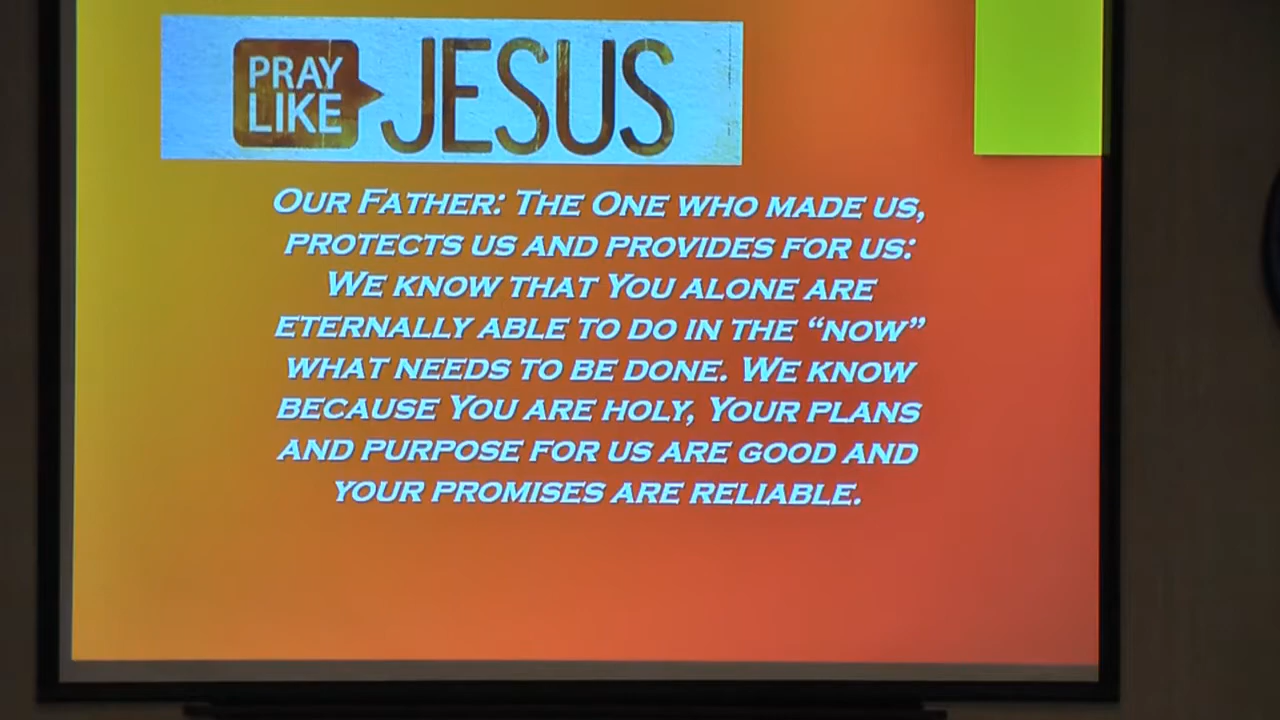 PRAY
LIKE
JESUS
OUR FATHER: THE ONE WHO MADE US,
PROTECTS US AND PROVIDES FOR US:
WE KNOW THAT YOU ALONE ARE
ETERNALLY ABLE TO DO IN THE “NOW”
WHAT NEEDS TO BE DONE. WE KNOW
BECAUSE YOU ARE HOLY, YOUR PLANS
AND PURPOSE FOR US ARE GOOD AND
YOUR PROMISES ARE RELIABLE.